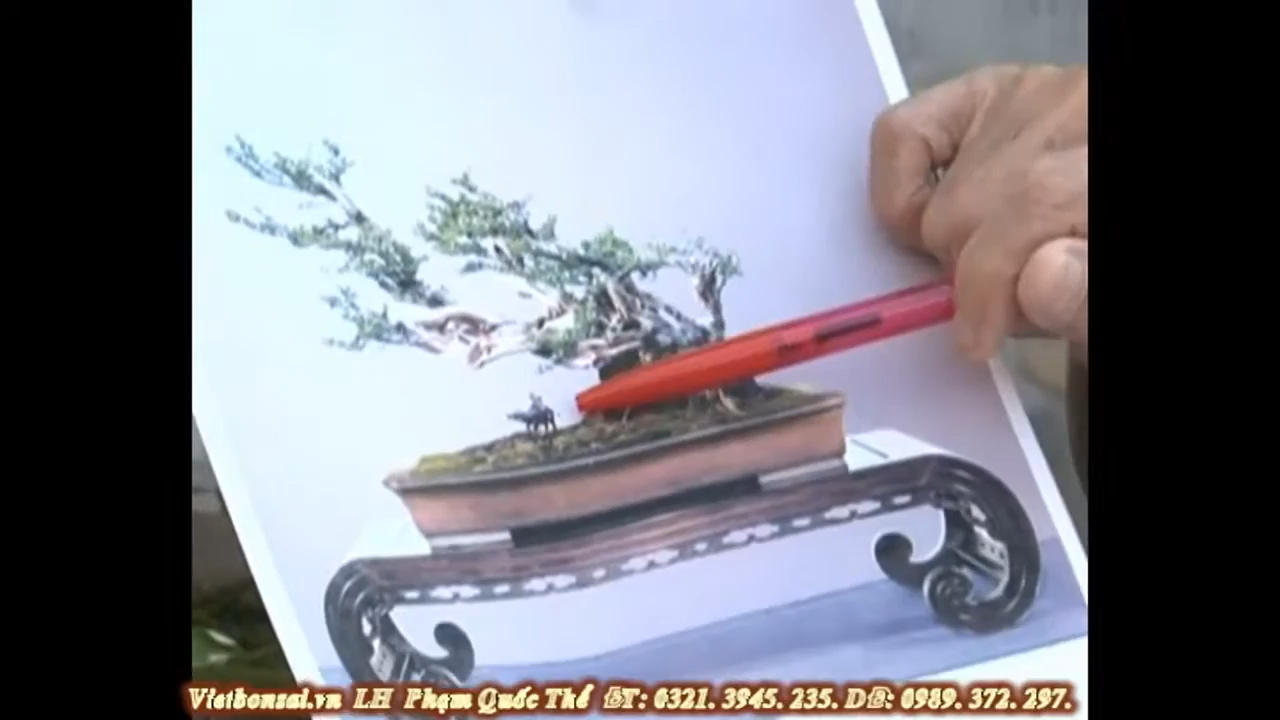 Vietbonsai.vn LH Phạm Quốc Thể ĐT: 0321. 3945. 235. DĐ: 0989. 372. 297.